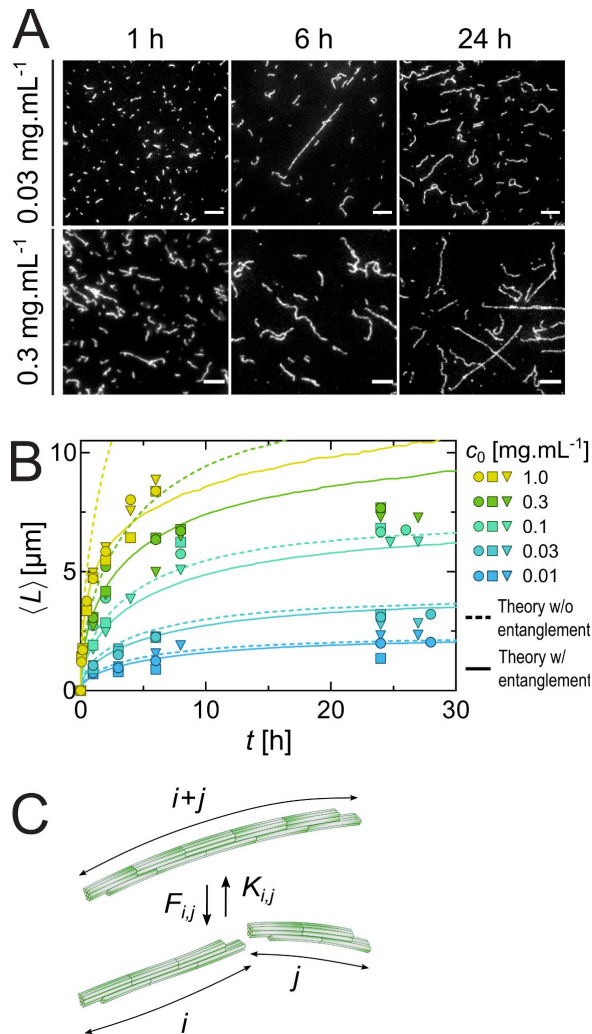 A
1 h 6 h 24 h
0.03 mg.mL⁻¹
0.3 mg.mL⁻¹
B
⟨L⟩ [µm]
10
5
0
0 10 20 30
t [h]
c₀ [mg.mL⁻¹]
1.0
0.3
0.1
0.03
0.01
Theory w/o
entanglement
Theory w/
entanglement
C
i+j
Fᵢ,ⱼ Kᵢ,ⱼ
j
i